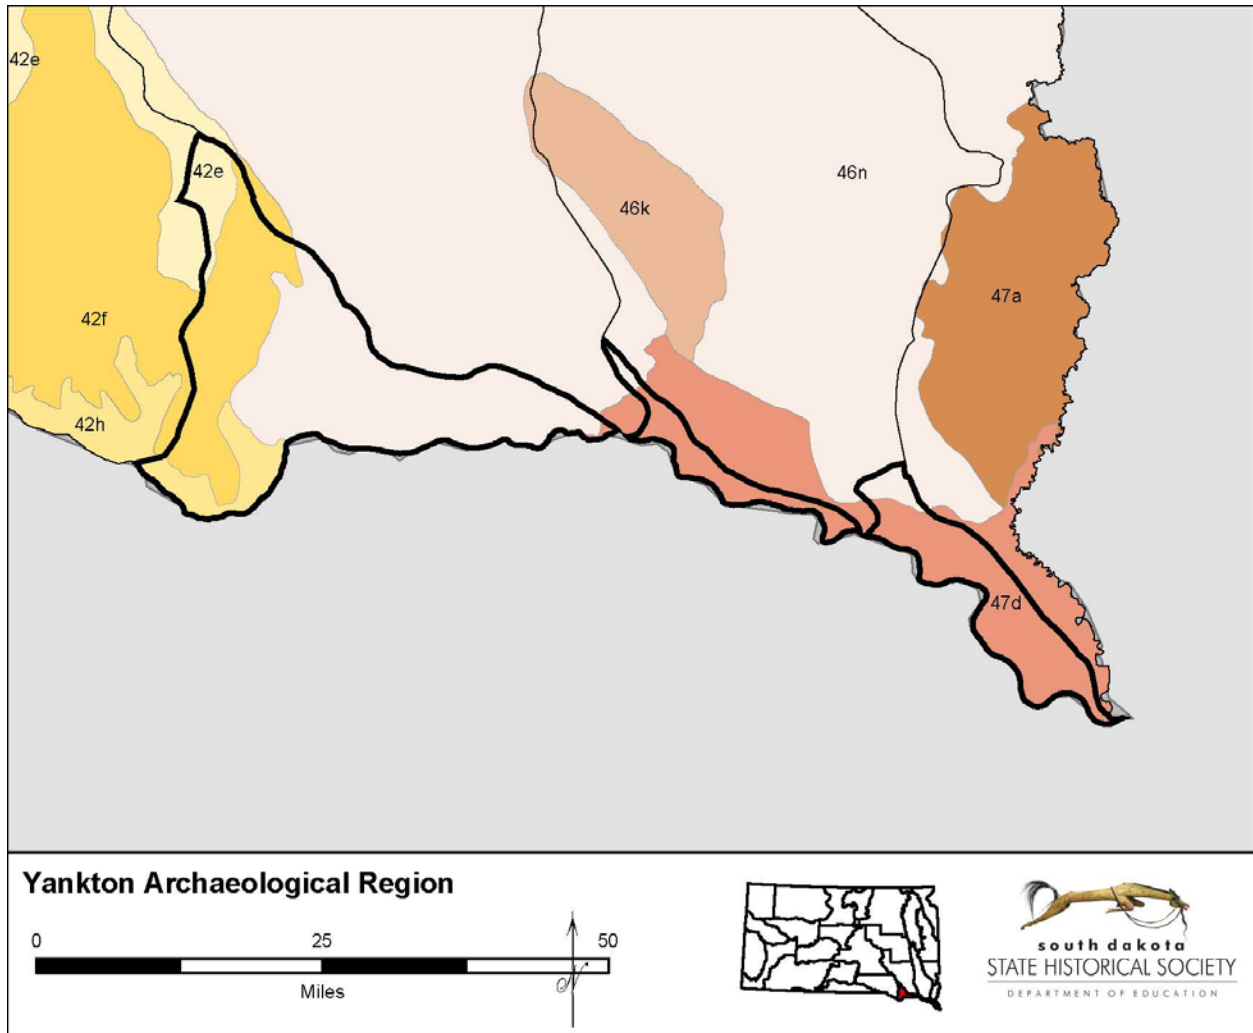 42e
42e
46n
46k
47a
42f
42h
47d
Yankton Archaeological Region
0 25 50
Miles
N
south dakota
STATE HISTORICAL SOCIETY
DEPARTMENT OF EDUCATION